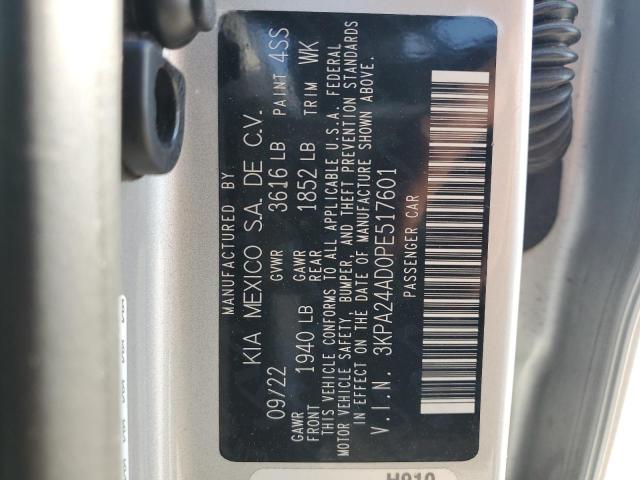 MANUFACTURED BY
KIA MEXICO S.A. DE C.V.
09/22 GVWR 3616 LB PAINT 4SS
GAWR FRONT 1940 LB GAWR REAR 1852 LB TRIM WK
THIS VEHICLE CONFORMS TO ALL APPLICABLE U.S.A. FEDERAL
MOTOR VEHICLE SAFETY, BUMPER, AND THEFT PREVENTION STANDARDS
IN EFFECT ON THE DATE OF MANUFACTURE SHOWN ABOVE.
V.I.N. 3KPA24AD0PE517601
PASSENGER CAR
H910